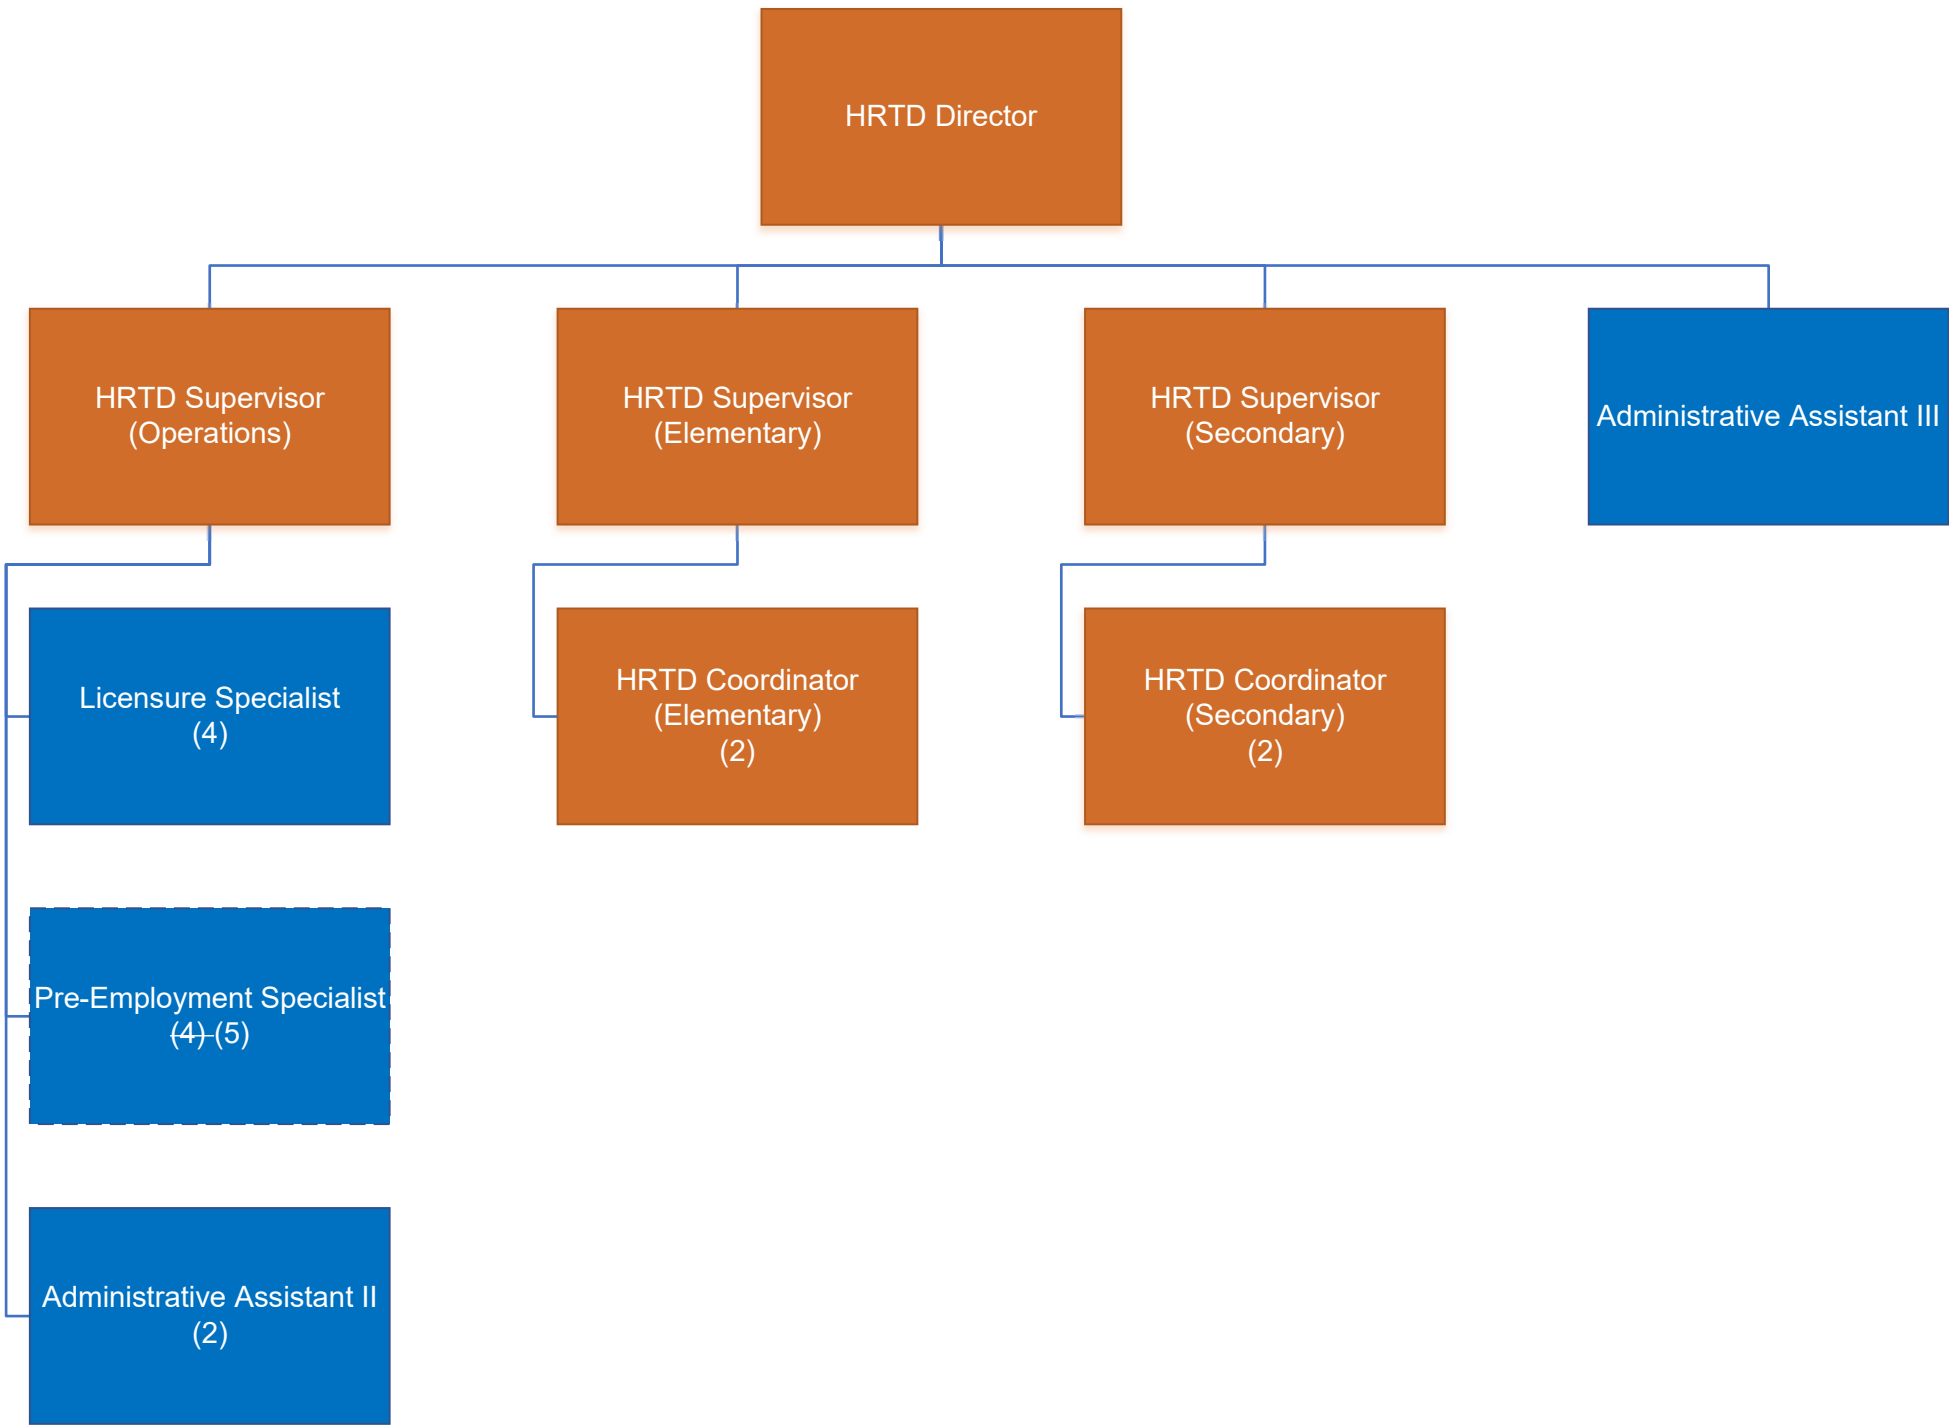 HRTD Director
HRTD Supervisor
(Operations)
HRTD Supervisor
(Elementary)
HRTD Supervisor
(Secondary)
Administrative Assistant III
Licensure Specialist
(4)
HRTD Coordinator
(Elementary)
(2)
HRTD Coordinator
(Secondary)
(2)
Pre-Employment Specialist
(4) (5)
Administrative Assistant II
(2)